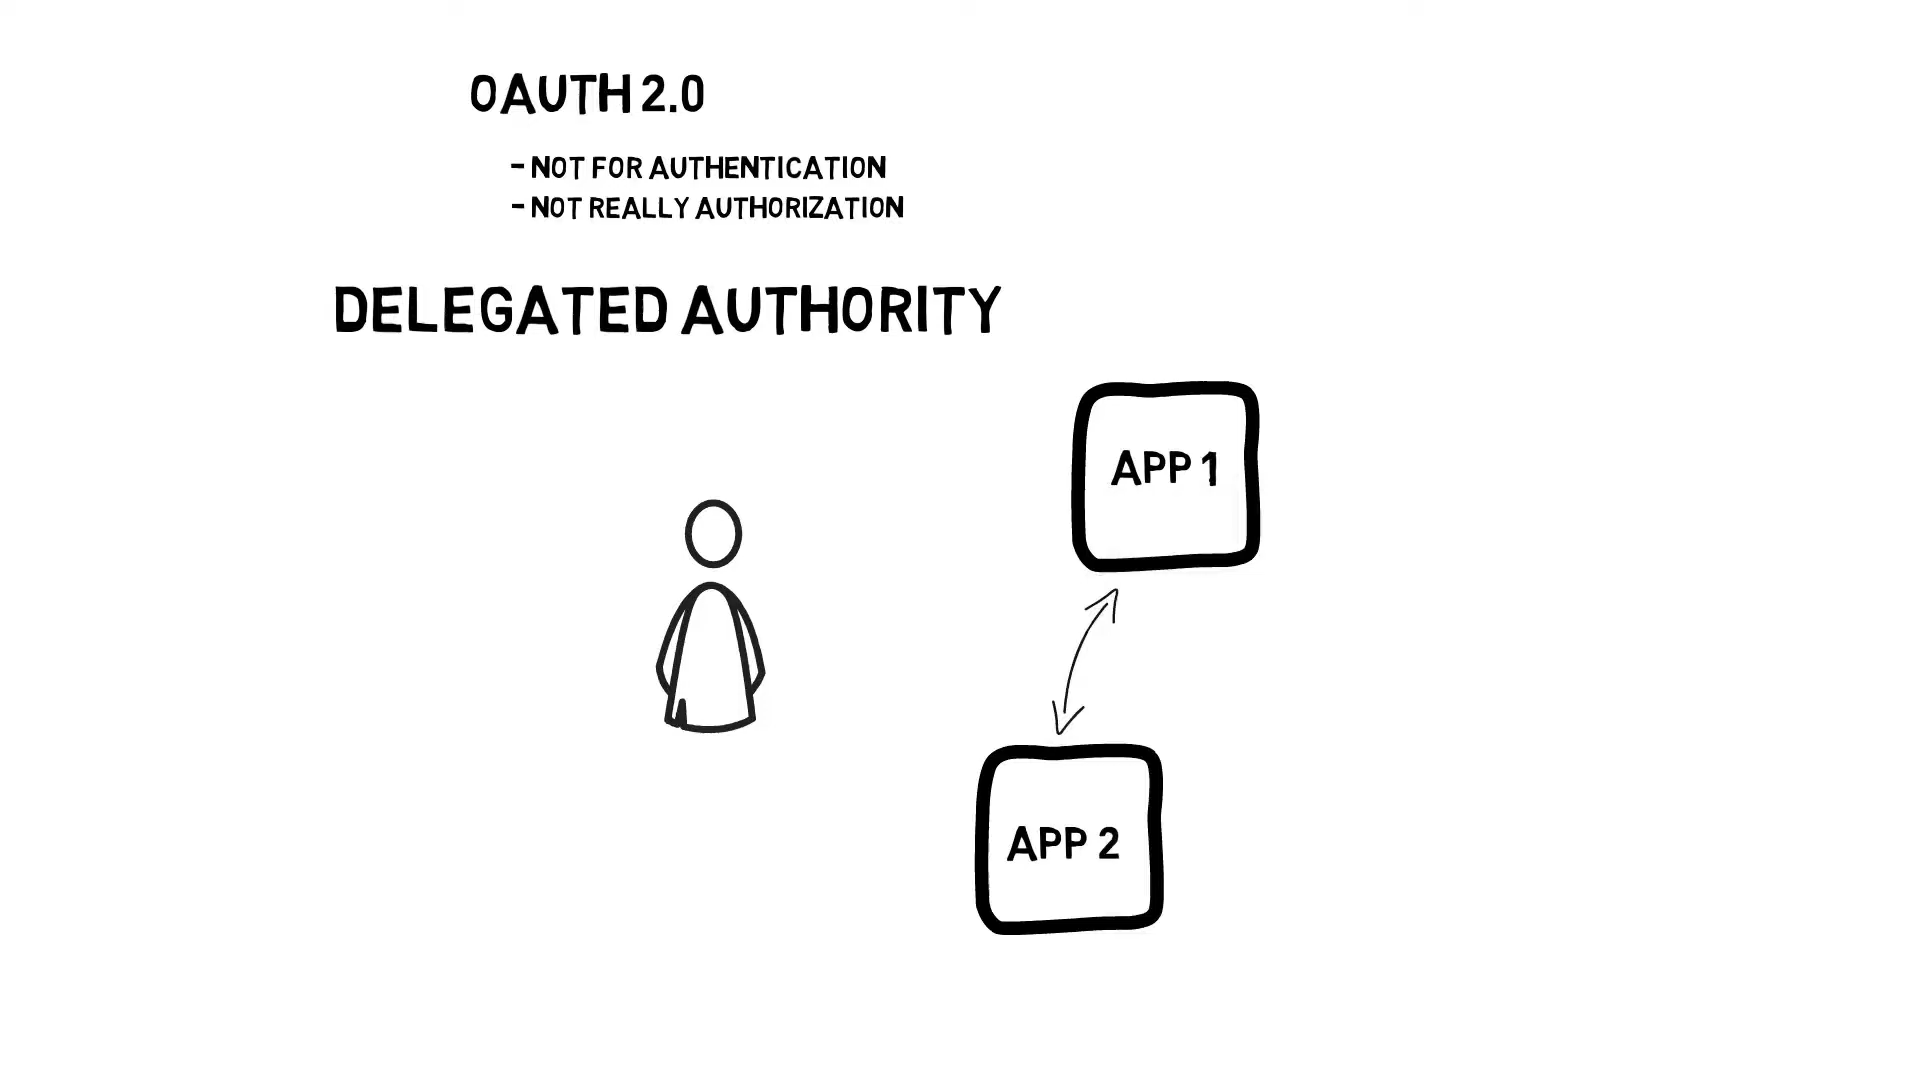 OAUTH 2.0
- NOT FOR AUTHENTICATION
- NOT REALLY AUTHORIZATION
DELEGATED AUTHORITY
APP 1
APP 2